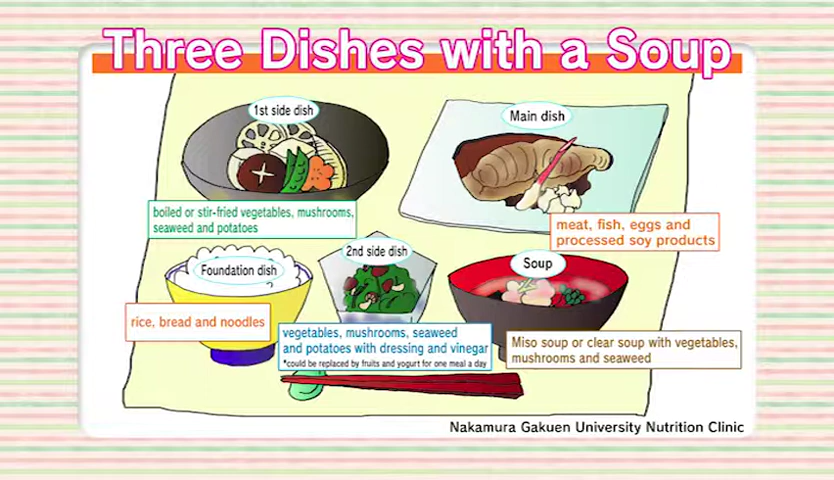 Three Dishes with a Soup
1st side dish
Main dish
boiled or stir-fried vegetables, mushrooms,
seaweed and potatoes
meat, fish, eggs and
processed soy products
2nd side dish
Foundation dish
Soup
rice, bread and noodles
vegetables, mushrooms, seaweed
and potatoes with dressing and vinegar
*could be replaced by fruits and yogurt for one meal a day
Miso soup or clear soup with vegetables,
mushrooms and seaweed
Nakamura Gakuen University Nutrition Clinic